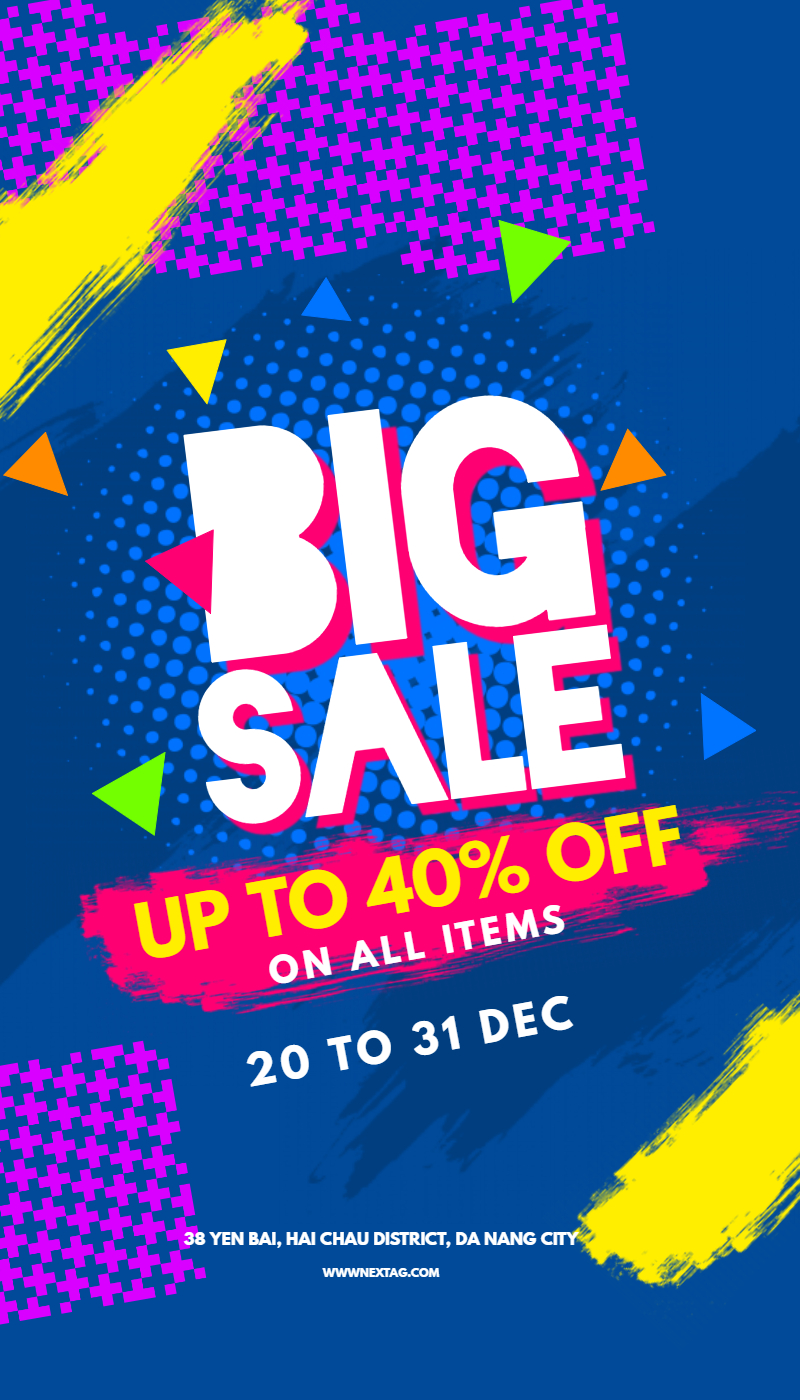 BIG
SALE
UP TO 40% OFF
ON ALL ITEMS
20 TO 31 DEC
38 YEN BAI, HAI CHAU DISTRICT, DA NANG CITY
WWWNEXTAG.COM